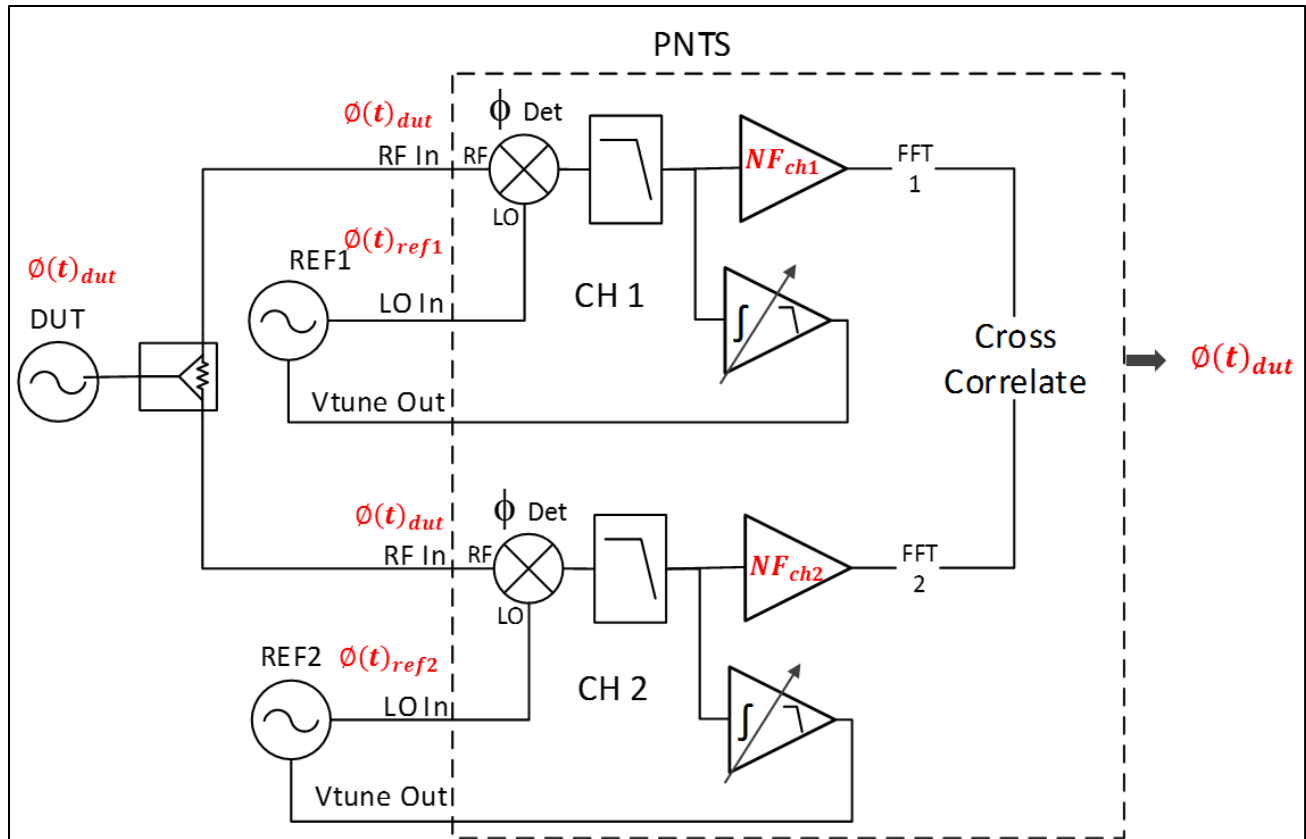 PNTS
∅(t)dut
ϕ Det
RF In
RF
NFch1
FFT
1
LO
∅(t)ref1
REF1
∅(t)dut
LO In
CH 1
DUT
∫
Cross
Correlate
∅(t)dut
Vtune Out
ϕ Det
∅(t)dut
RF In
RF
NFch2
FFT
2
LO
REF2
∅(t)ref2
CH 2
LO In
∫
Vtune Out